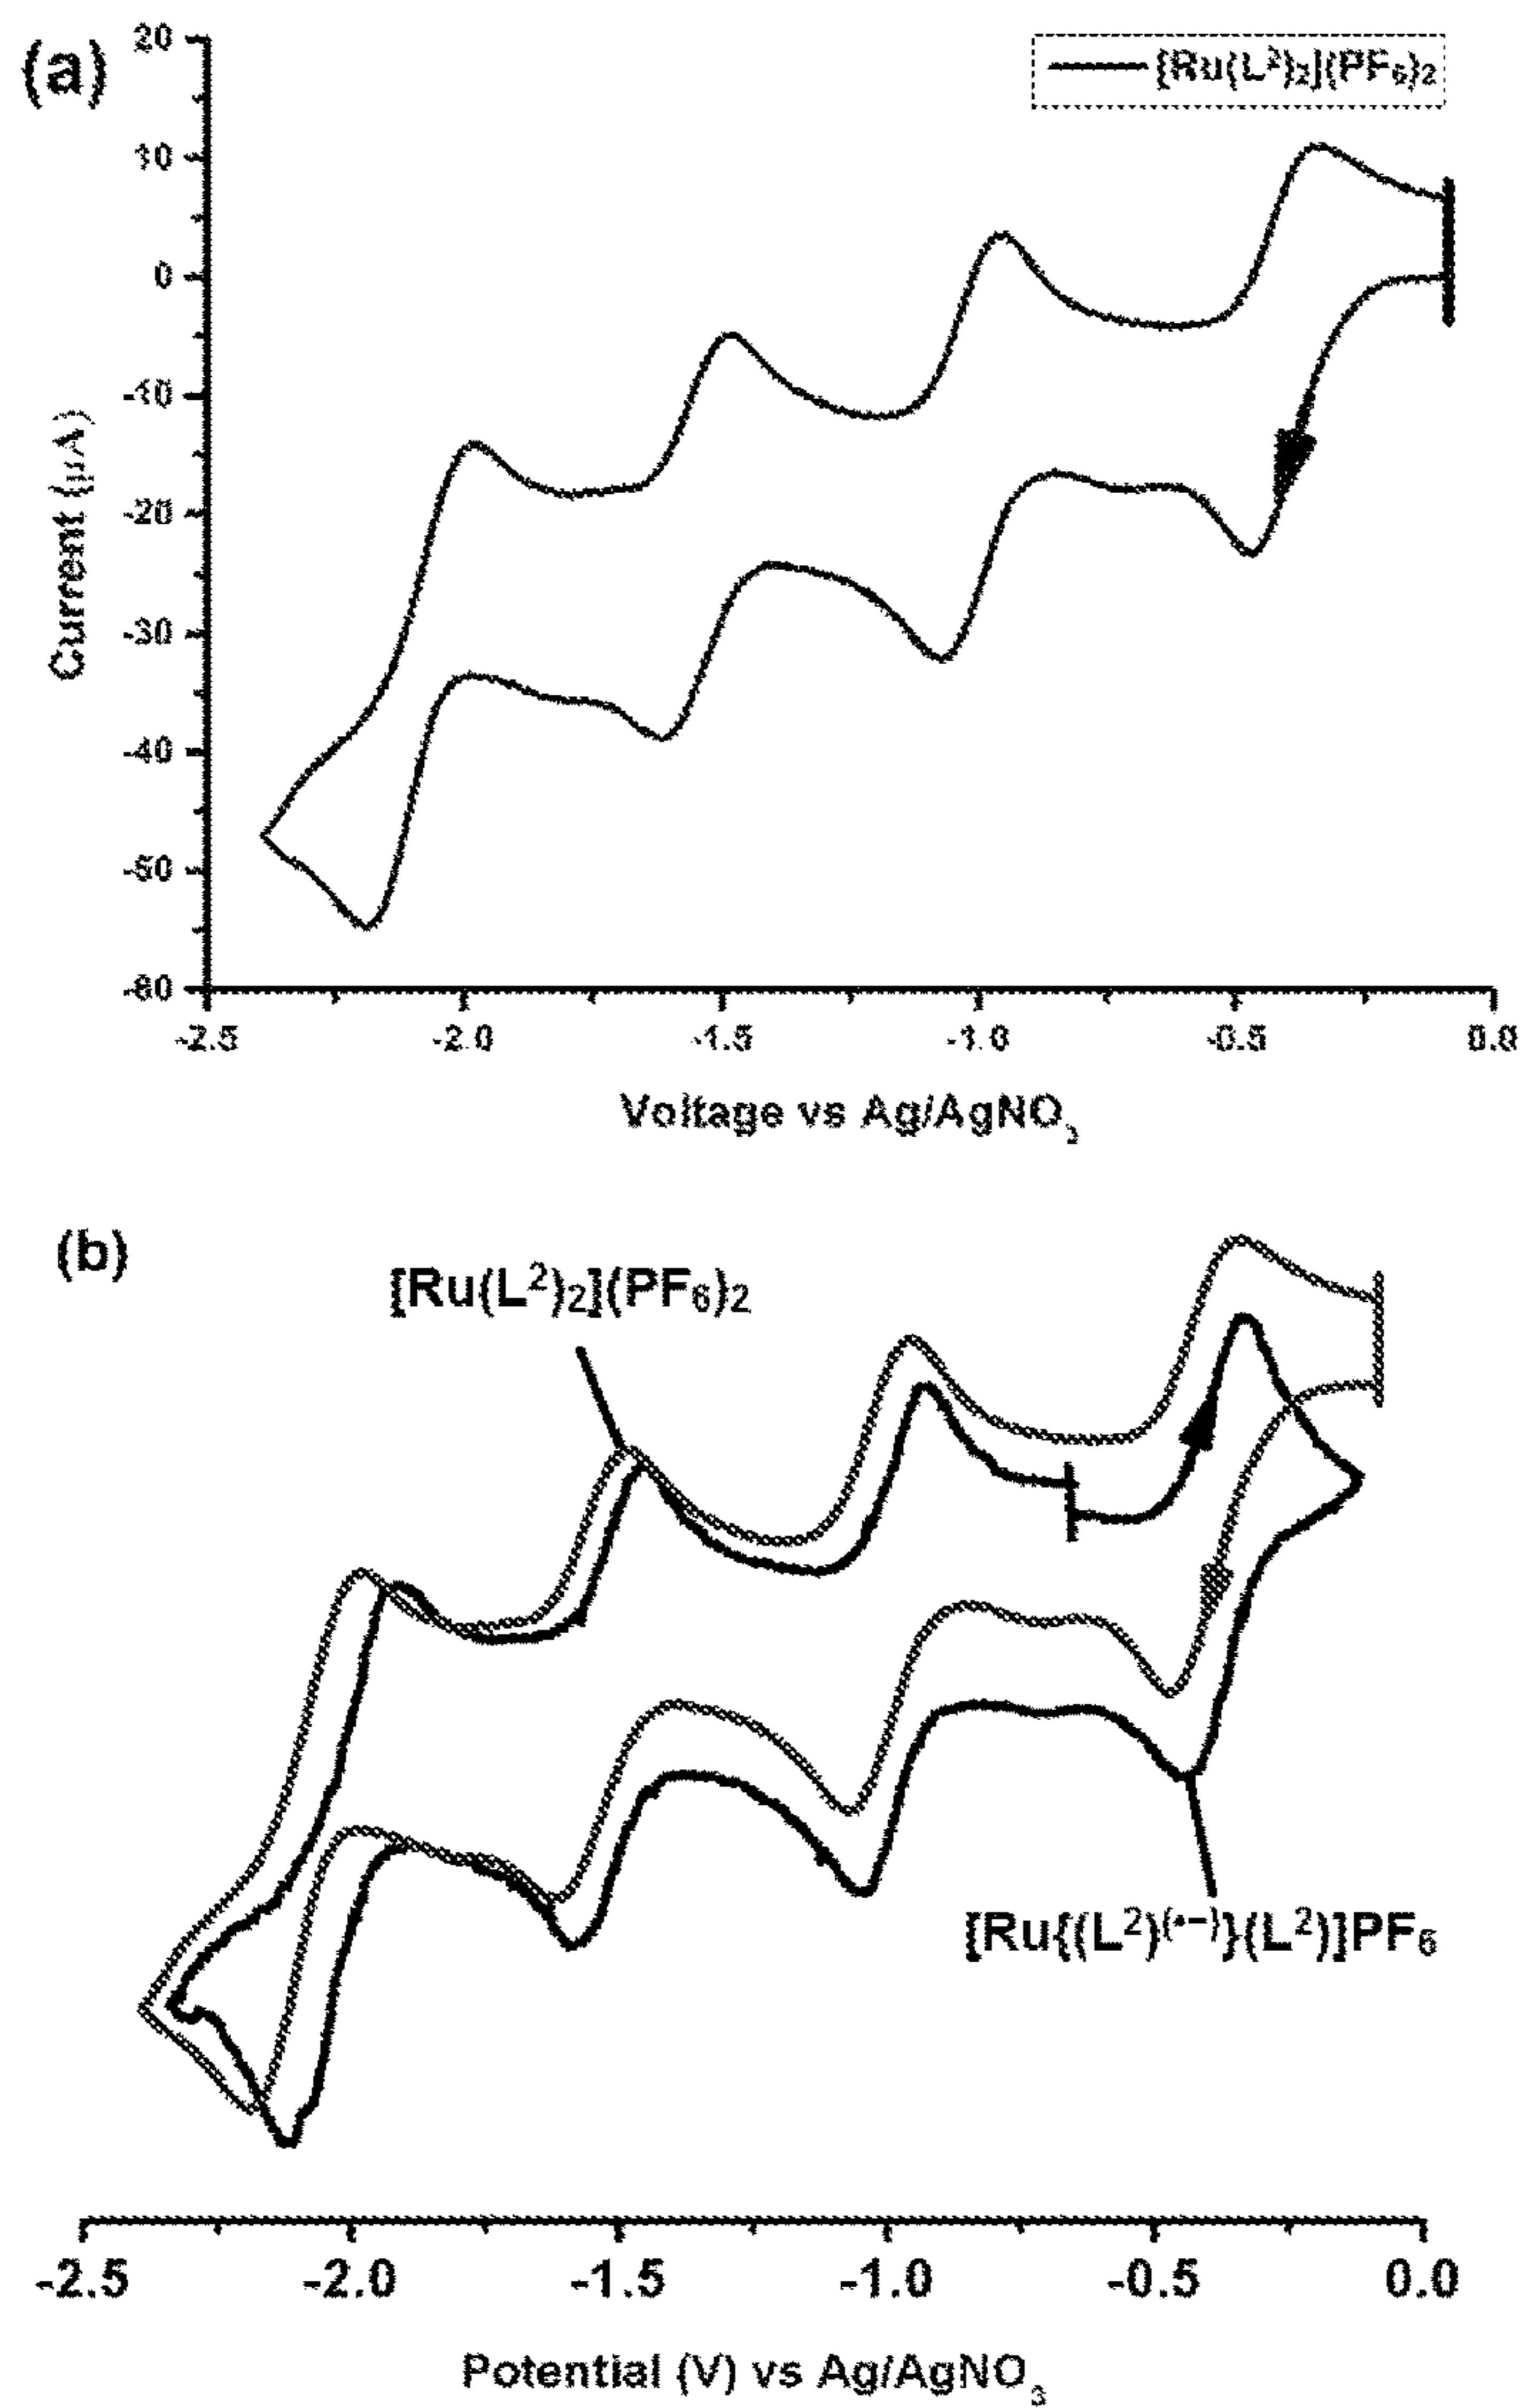 (a)
[Ru(L²)₂](PF₆)₂
20
10
0
-10
-20
-30
-40
-50
-60
Current (μA)
-2.5 -2.0 -1.5 -1.0 -0.5 0.0
Voltage vs Ag/AgNO₃
(b)
[Ru(L²)₂](PF₆)₂
[Ru{(L²)⁽•⁻⁾}(L²)]PF₆
-2.5 -2.0 -1.5 -1.0 -0.5 0.0
Potential (V) vs Ag/AgNO₃